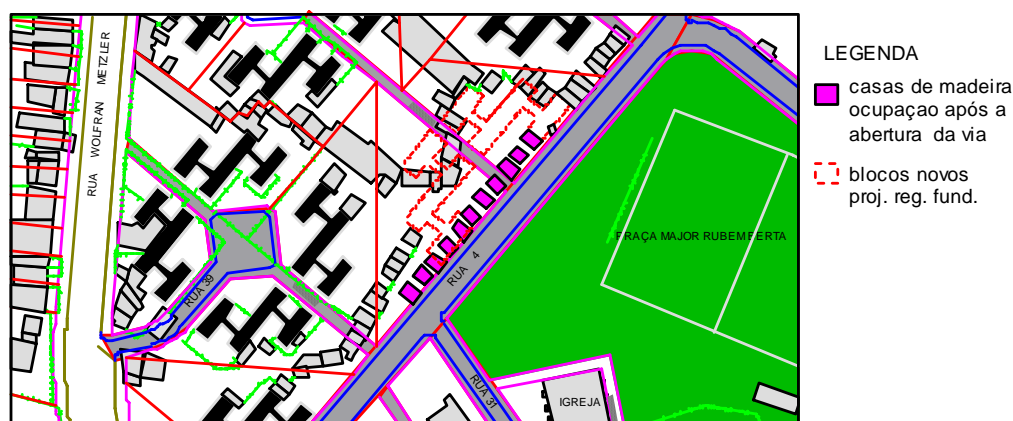 RUA WOLFRAN METZLER
RUA 39
RUA 4
PRAÇA MAJOR RUBEM BERTA
RUA 31
IGREJA
LEGENDA
casas de madeira
ocupaçao após a
abertura da via
blocos novos
proj. reg. fund.